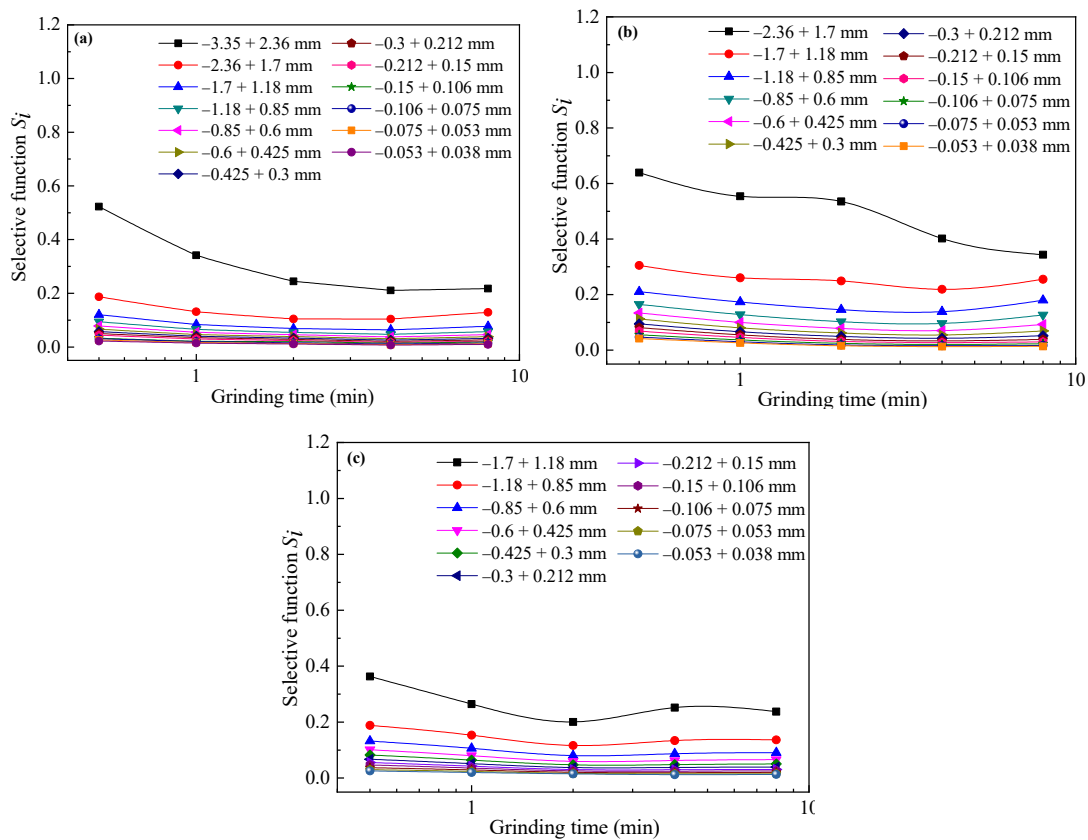 (a)
1.2
1.0
0.8
0.6
0.4
0.2
0.0
Selective function Si
–3.35 + 2.36 mm
–2.36 + 1.7 mm
–1.7 + 1.18 mm
–1.18 + 0.85 mm
–0.85 + 0.6 mm
–0.6 + 0.425 mm
–0.425 + 0.3 mm
–0.3 + 0.212 mm
–0.212 + 0.15 mm
–0.15 + 0.106 mm
–0.106 + 0.075 mm
–0.075 + 0.053 mm
–0.053 + 0.038 mm
1 10
Grinding time (min)
(b)
1.2
1.0
0.8
0.6
0.4
0.2
0.0
Selective function Si
–2.36 + 1.7 mm
–1.7 + 1.18 mm
–1.18 + 0.85 mm
–0.85 + 0.6 mm
–0.6 + 0.425 mm
–0.425 + 0.3 mm
–0.3 + 0.212 mm
–0.212 + 0.15 mm
–0.15 + 0.106 mm
–0.106 + 0.075 mm
–0.075 + 0.053 mm
–0.053 + 0.038 mm
1 10
Grinding time (min)
(c)
1.2
1.0
0.8
0.6
0.4
0.2
0.0
Selective function Si
–1.7 + 1.18 mm
–1.18 + 0.85 mm
–0.85 + 0.6 mm
–0.6 + 0.425 mm
–0.425 + 0.3 mm
–0.3 + 0.212 mm
–0.212 + 0.15 mm
–0.15 + 0.106 mm
–0.106 + 0.075 mm
–0.075 + 0.053 mm
–0.053 + 0.038 mm
1 10
Grinding time (min)